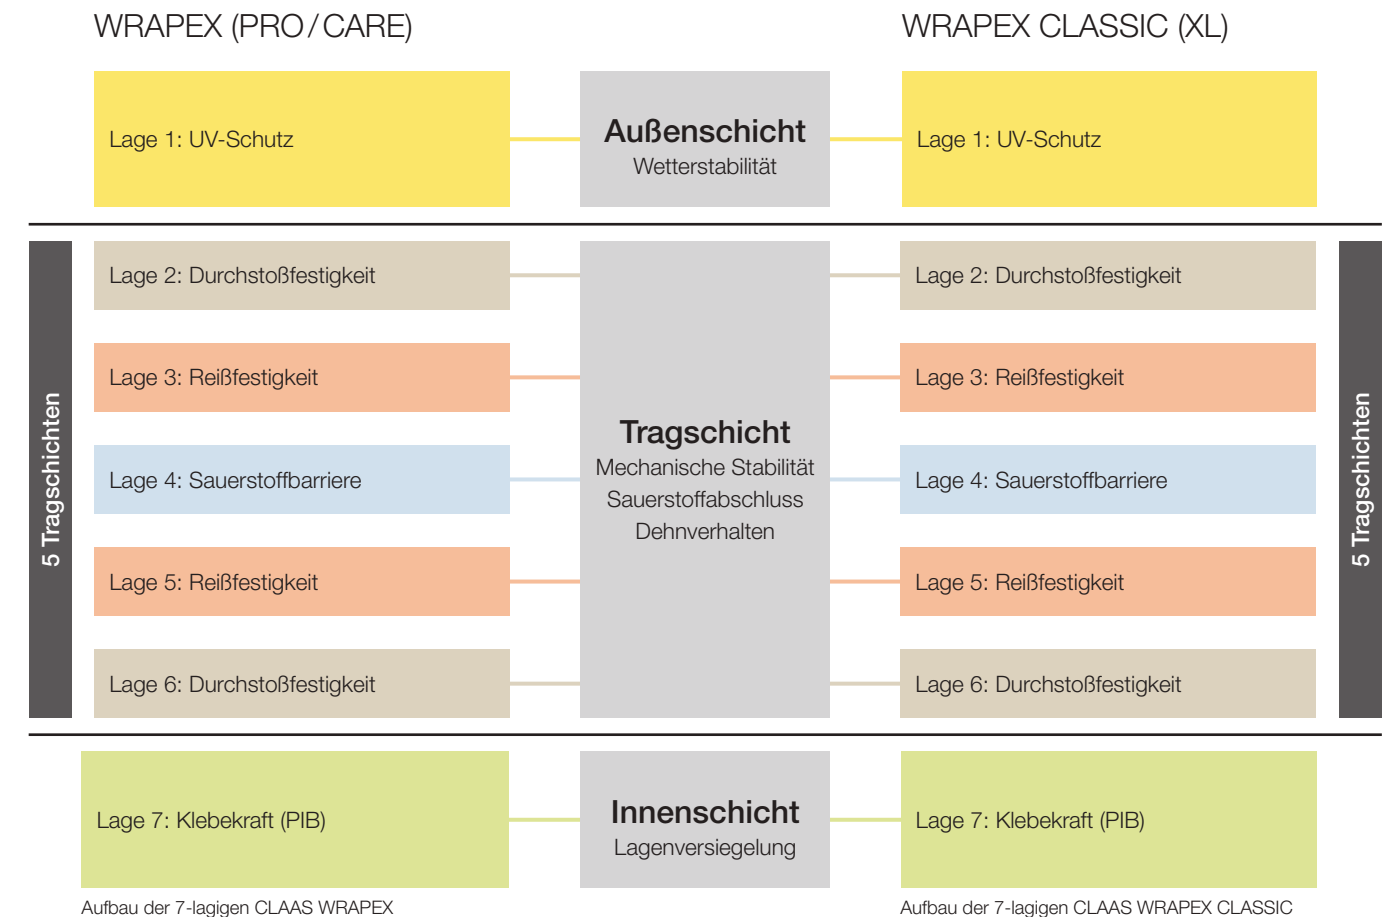 WRAPEX (PRO / CARE)
WRAPEX CLASSIC (XL)
Lage 1: UV-Schutz
Außenschicht
Wetterstabilität
Lage 1: UV-Schutz
5 Tragschichten
Lage 2: Durchstoßfestigkeit
Lage 3: Reißfestigkeit
Lage 4: Sauerstoffbarriere
Lage 5: Reißfestigkeit
Lage 6: Durchstoßfestigkeit
Tragschicht
Mechanische Stabilität
Sauerstoffabschluss
Dehnverhalten
Lage 2: Durchstoßfestigkeit
Lage 3: Reißfestigkeit
Lage 4: Sauerstoffbarriere
Lage 5: Reißfestigkeit
Lage 6: Durchstoßfestigkeit
5 Tragschichten
Lage 7: Klebekraft (PIB)
Innenschicht
Lagenversiegelung
Lage 7: Klebekraft (PIB)
Aufbau der 7-lagigen CLAAS WRAPEX
Aufbau der 7-lagigen CLAAS WRAPEX CLASSIC